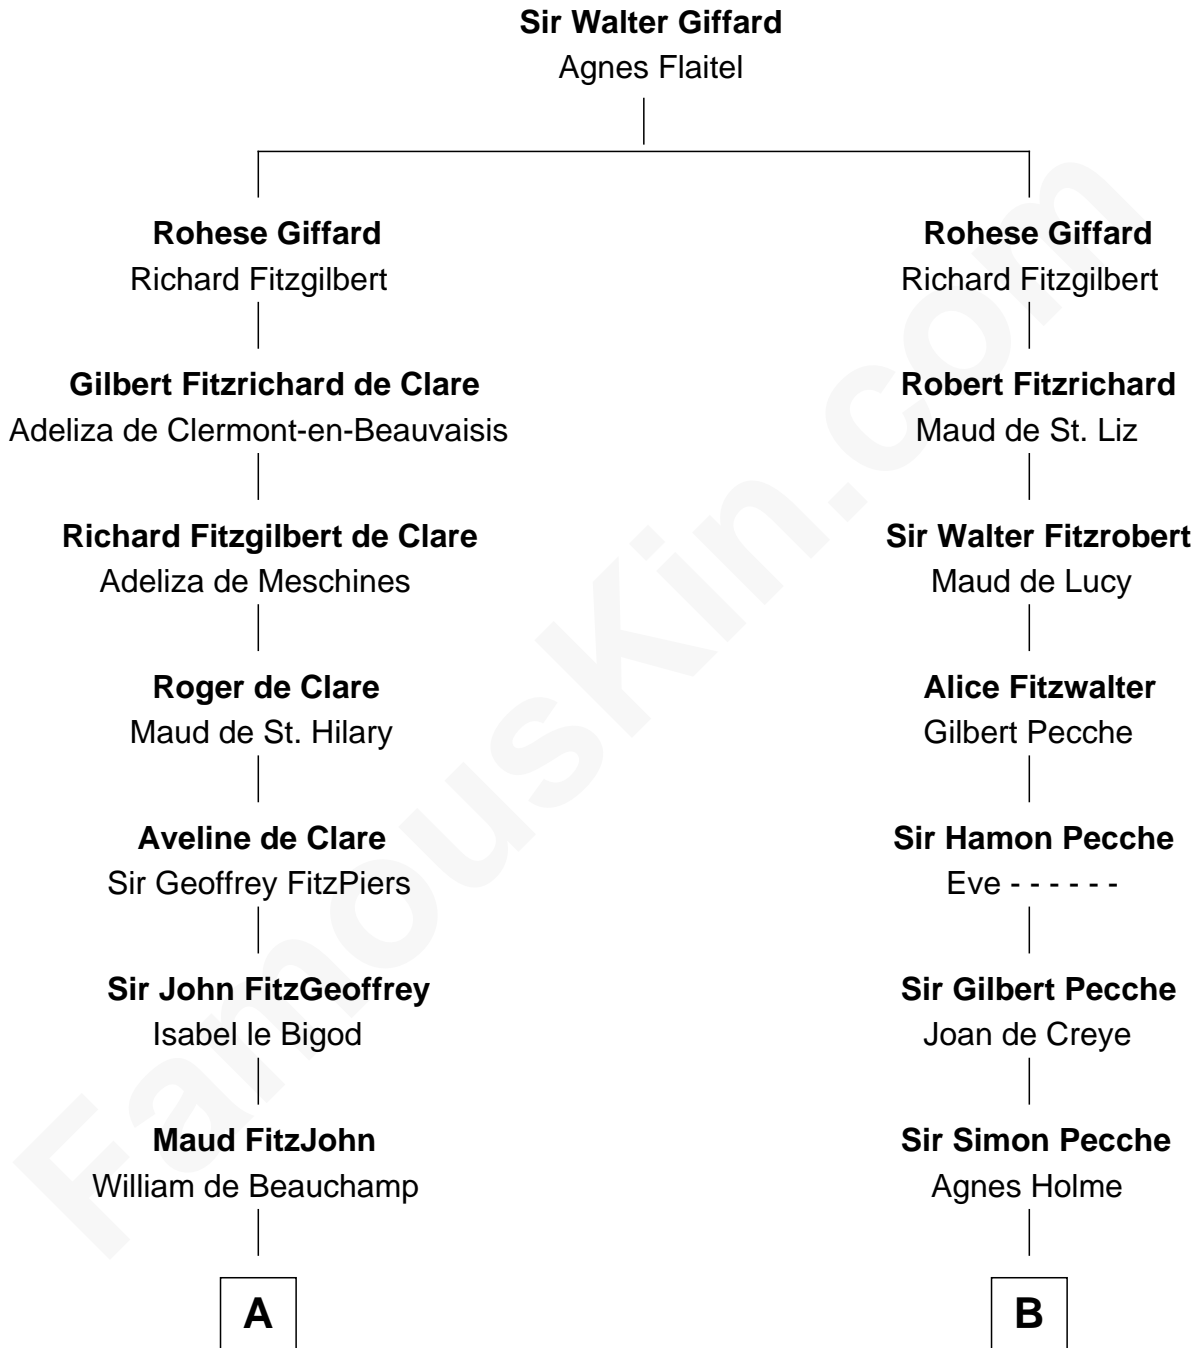 Sir Walter Giffard
Agnes Flaitel
Rohese Giffard
Richard Fitzgilbert
Gilbert Fitzrichard de Clare
Adeliza de Clermont-en-Beauvaisis
Richard Fitzgilbert de Clare
Adeliza de Meschines
Roger de Clare
Maud de St. Hilary
Aveline de Clare
Sir Geoffrey FitzPiers
Sir John FitzGeoffrey
Isabel le Bigod
Maud FitzJohn
William de Beauchamp
A
Rohese Giffard
Richard Fitzgilbert
Robert Fitzrichard
Maud de St. Liz
Sir Walter Fitzrobert
Maud de Lucy
Alice Fitzwalter
Gilbert Pecche
Sir Hamon Pecche
Eve - - - - - -
Sir Gilbert Pecche
Joan de Creye
Sir Simon Pecche
Agnes Holme
B
FamousKin.com